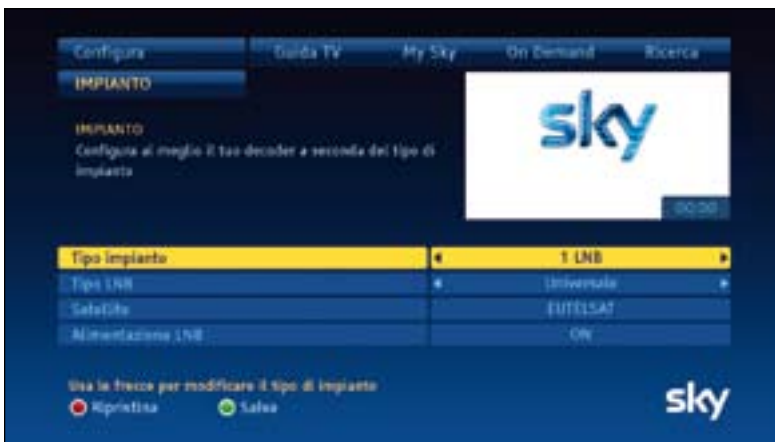 Configura Guida TV My Sky On Demand Ricerca
IMPIANTO
IMPIANTO
Configura al meglio il tuo decoder a seconda del tipo di
impianto
sky
00:00
Tipo impianto 1 LNB
Tipo LNB Universale
Satellite EUTELSAT
Alimentazione LNB ON
Usa le frecce per modificare il tipo di impianto
Ripristina Salva
sky